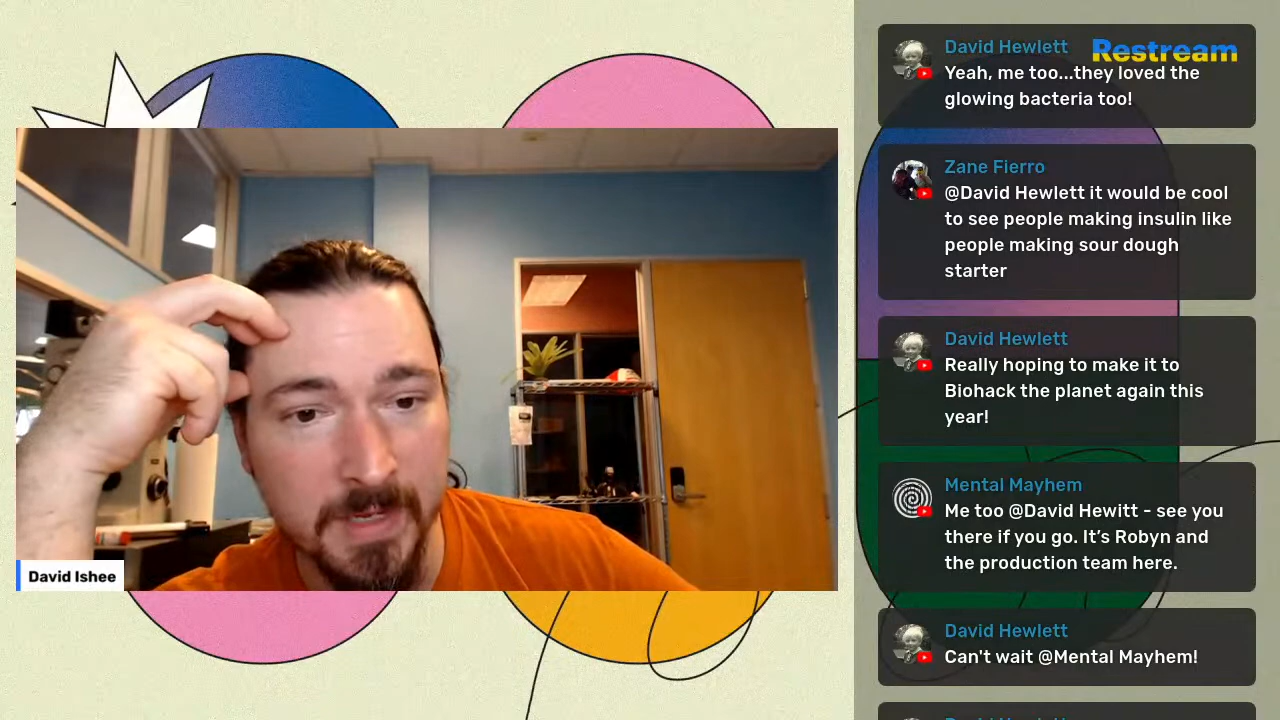 David Ishee
Restream
David Hewlett
Yeah, me too...they loved the
glowing bacteria too!
Zane Fierro
@David Hewlett it would be cool
to see people making insulin like
people making sour dough
starter
David Hewlett
Really hoping to make it to
Biohack the planet again this
year!
Mental Mayhem
Me too @David Hewitt - see you
there if you go. It's Robyn and
the production team here.
David Hewlett
Can't wait @Mental Mayhem!